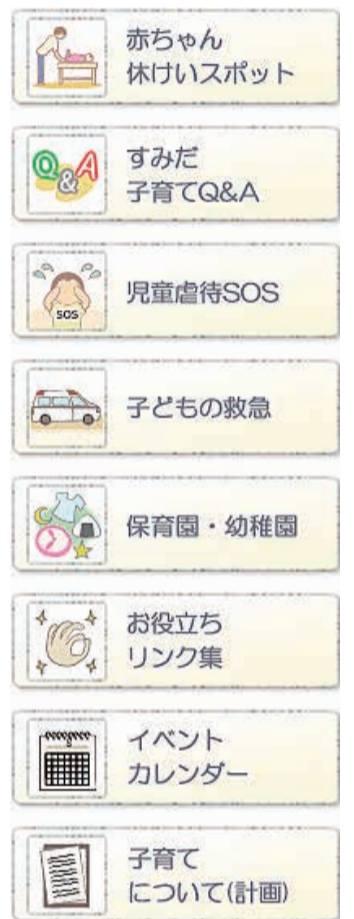 赤ちゃん
休けいスポット
Q&A
すみだ
子育てQ&A
SOS
児童虐待SOS
子どもの救急
保育園・幼稚園
お役立ち
リンク集
イベント
カレンダー
子育て
について(計画)